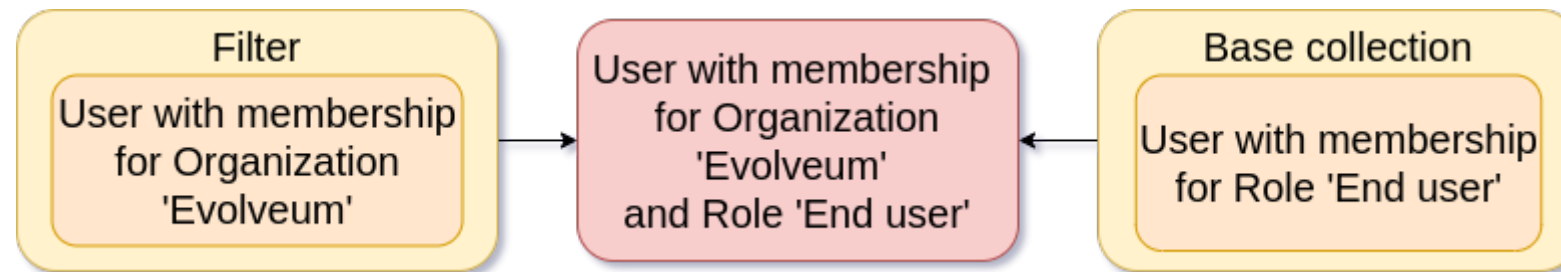 Filter
User with membership
for Organization
'Evolveum'
User with membership
for Organization
'Evolveum'
and Role 'End user'
Base collection
User with membership
for Role 'End user'